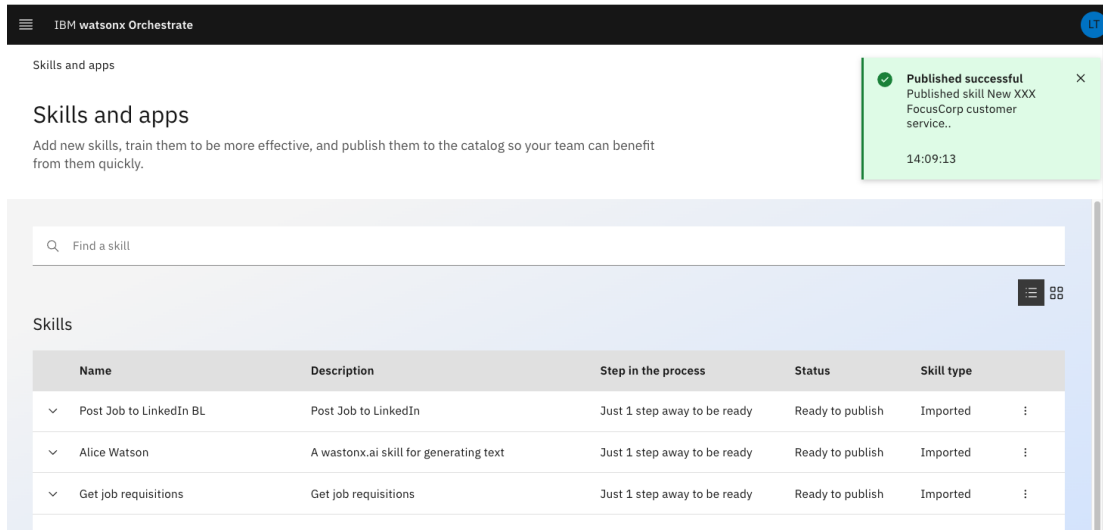 IBM watsonx Orchestrate
LT
Skills and apps
Published successful
Published skill New XXX
FocusCorp customer
service..
14:09:13
Skills and apps
Add new skills, train them to be more effective, and publish them to the catalog so your team can benefit
from them quickly.
Find a skill
Skills
Name Description Step in the process Status Skill type
Post Job to LinkedIn BL Post Job to LinkedIn Just 1 step away to be ready Ready to publish Imported
Alice Watson A wastonx.ai skill for generating text Just 1 step away to be ready Ready to publish Imported
Get job requisitions Get job requisitions Just 1 step away to be ready Ready to publish Imported